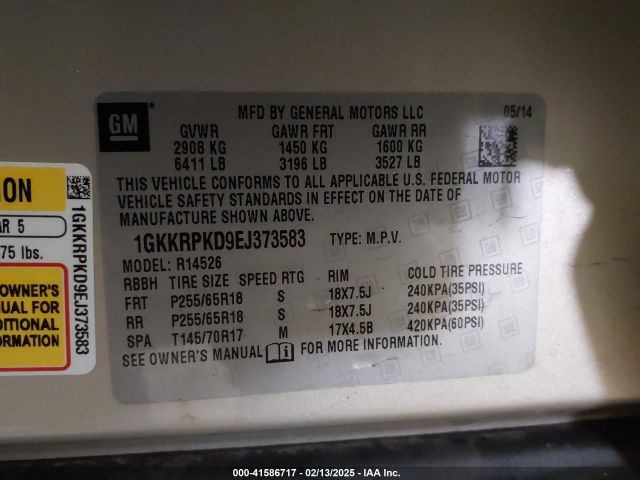 GM
MFD BY GENERAL MOTORS LLC 05/14
GVWR GAWR FRT GAWR RR
2908 KG 1450 KG 1600 KG
6411 LB 3196 LB 3527 LB
THIS VEHICLE CONFORMS TO ALL APPLICABLE U.S. FEDERAL MOTOR
VEHICLE SAFETY STANDARDS IN EFFECT ON THE DATE OF
MANUFACTURE SHOWN ABOVE.
1GKKRPKD9EJ373583 TYPE: M.P.V.
MODEL: R14526
RBBH TIRE SIZE SPEED RTG RIM COLD TIRE PRESSURE
FRT P255/65R18 S 18X7.5J 240KPA(35PSI)
RR P255/65R18 S 18X7.5J 240KPA(35PSI)
SPA T145/70R17 M 17X4.5B 420KPA(60PSI)
SEE OWNER'S MANUAL i FOR MORE INFORMATION.
ION
AR 5
75 lbs.
OWNER'S
UAL FOR
DITIONAL
RMATION
1GKKRPKD9EJ373583
000-41586717 - 02/13/2025 - IAA Inc.